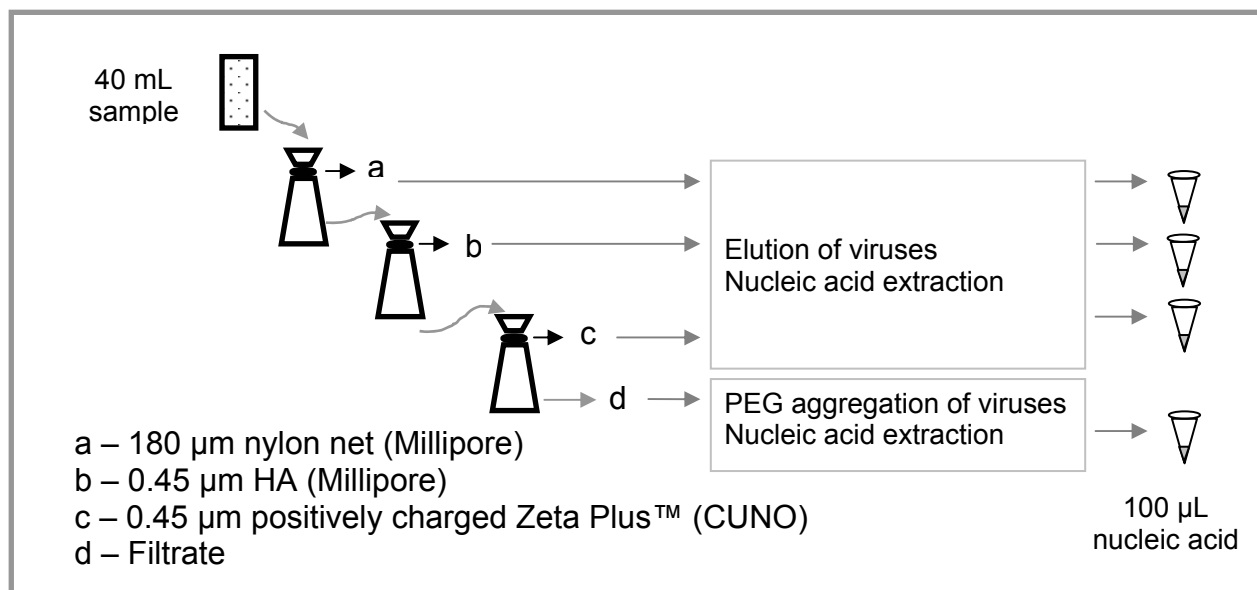 40 mL
sample
a
b
c
d
Elution of viruses
Nucleic acid extraction
PEG aggregation of viruses
Nucleic acid extraction
a – 180 µm nylon net (Millipore)
b – 0.45 µm HA (Millipore)
c – 0.45 µm positively charged Zeta Plus™ (CUNO)
d – Filtrate
100 µL
nucleic acid